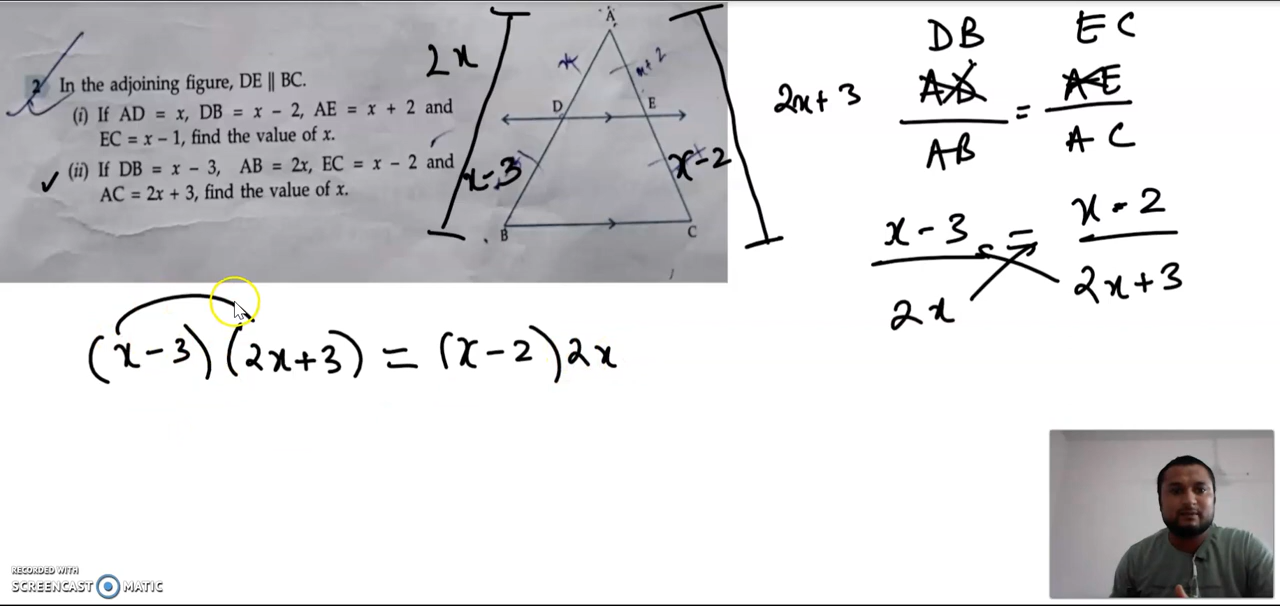 2 In the adjoining figure, DE || BC.
(i) If AD = x, DB = x - 2, AE = x + 2 and
EC = x - 1, find the value of x.
(ii) If DB = x - 3, AB = 2x, EC = x - 2 and
AC = 2x + 3, find the value of x.
2x
A
x
x+2
D
E
x-3
x-2
B
C
2x+3
DB EC
AD = AE
AB AC
x-3 = x-2
2x 2x+3
(x-3)(2x+3) = (x-2)2x
RECORDED WITH
SCREENCAST MATIC